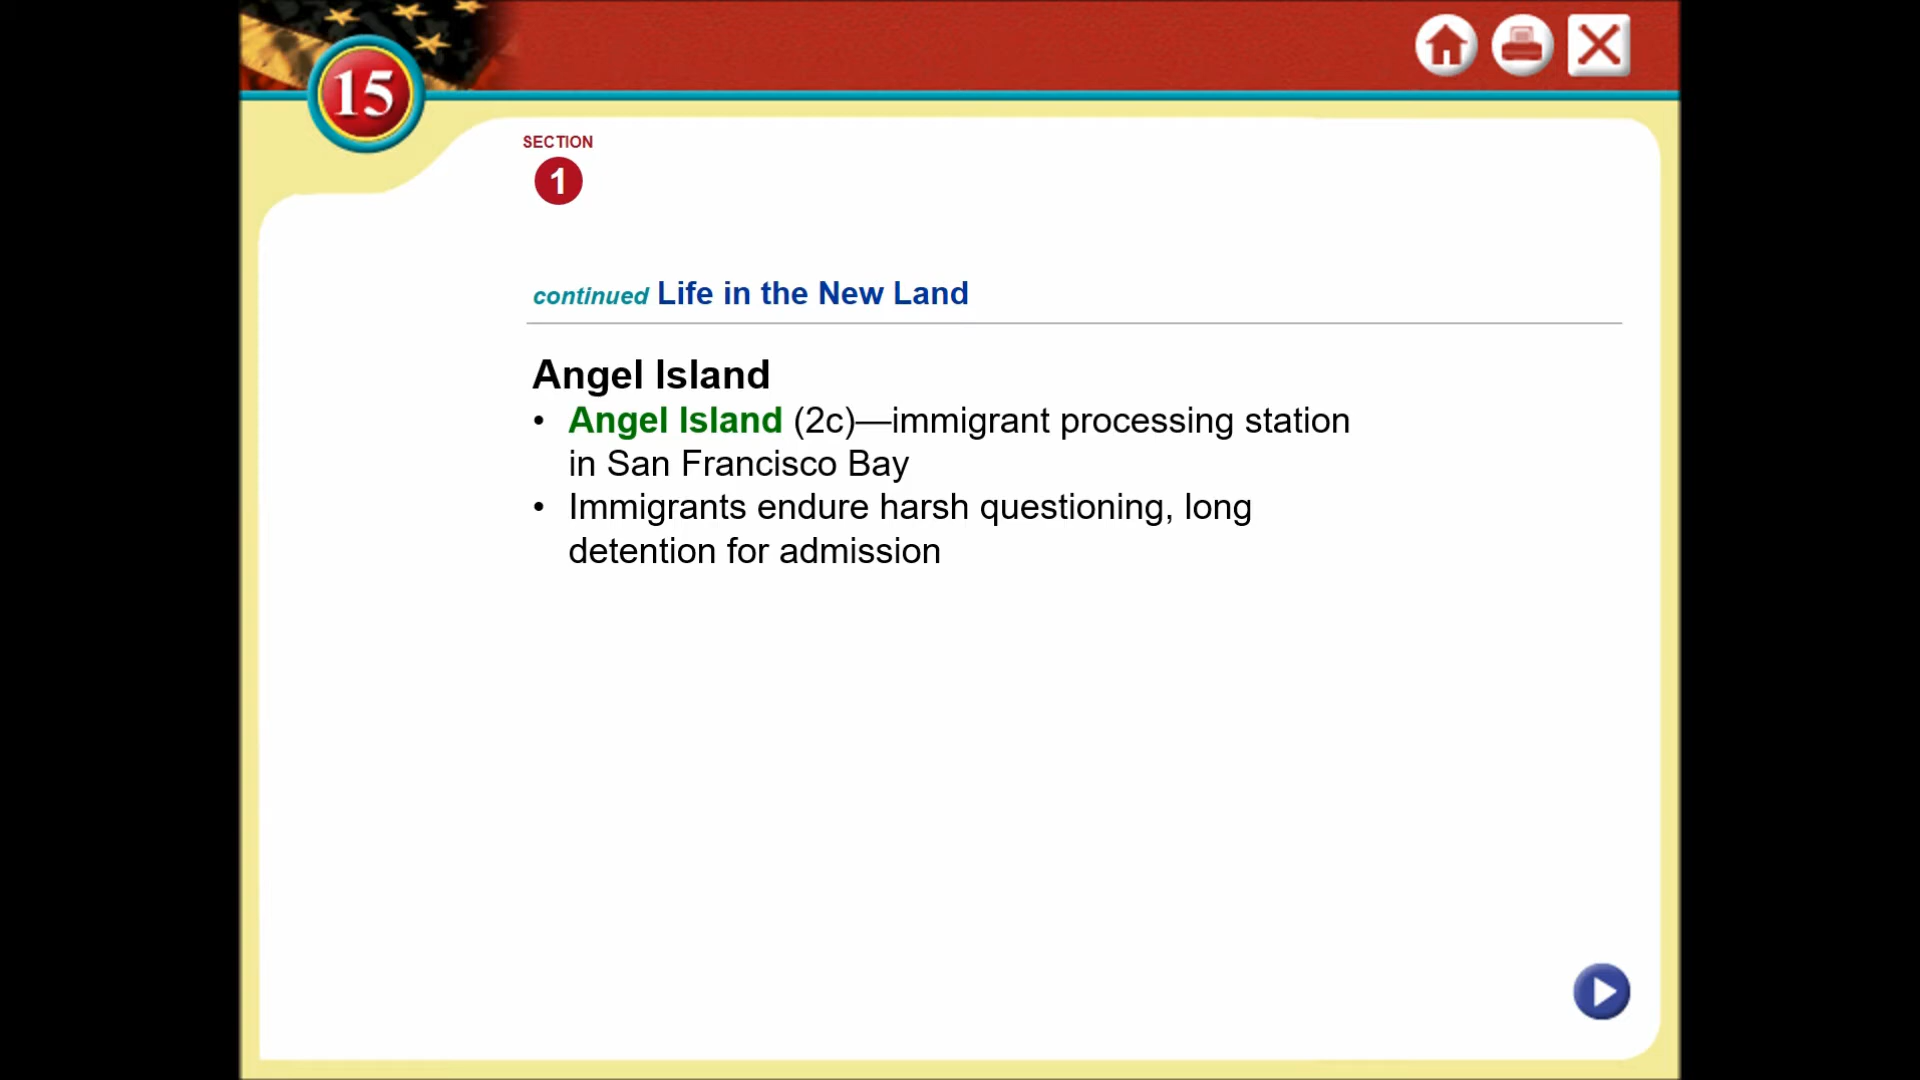 15
SECTION
1
continued Life in the New Land
Angel Island
• Angel Island (2c)—immigrant processing station
in San Francisco Bay
• Immigrants endure harsh questioning, long
detention for admission